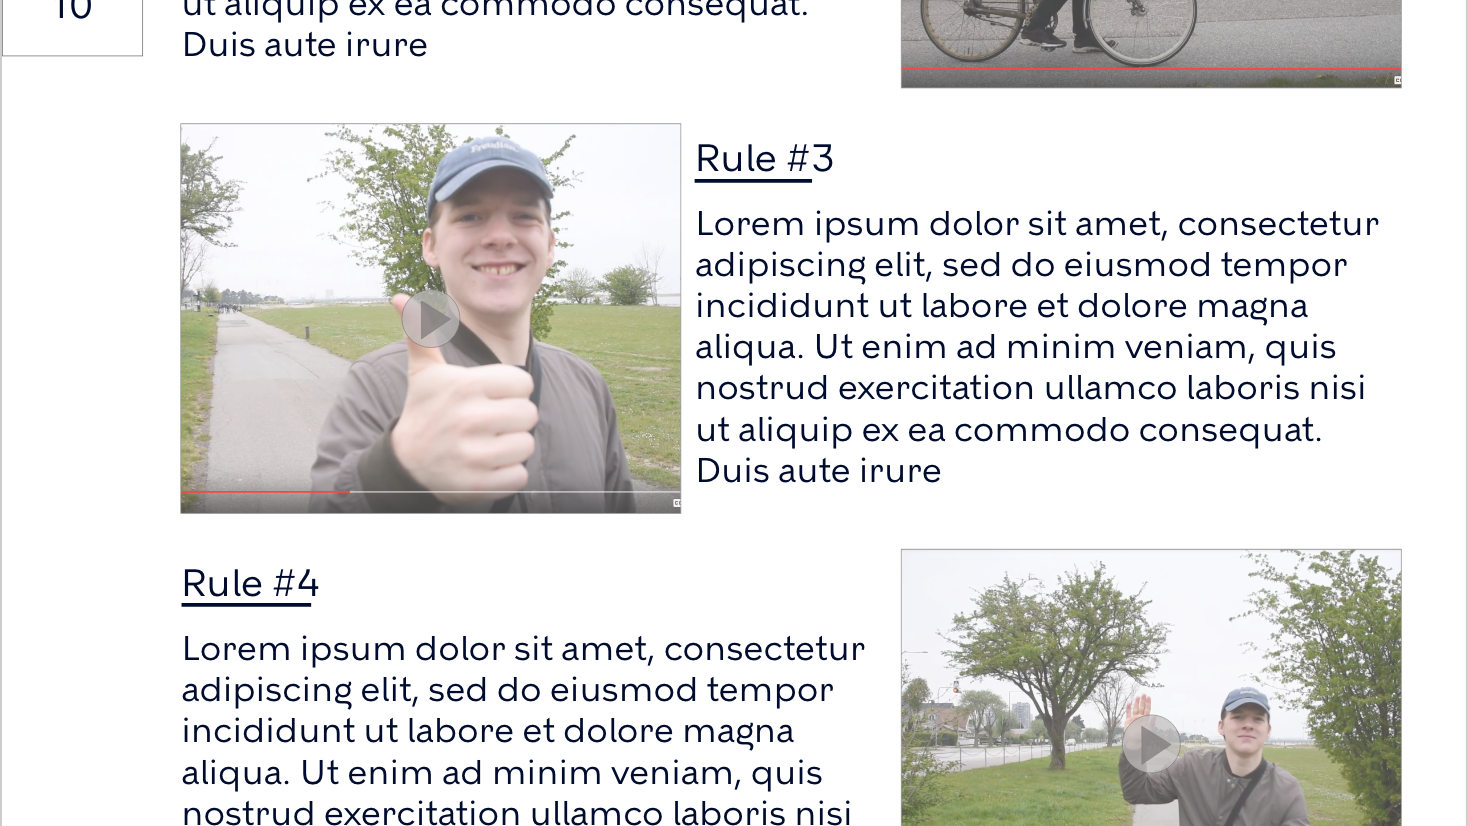 10
ut aliquip ex ea commodo consequat.
Duis aute irure
Rule #3
Lorem ipsum dolor sit amet, consectetur
adipiscing elit, sed do eiusmod tempor
incididunt ut labore et dolore magna
aliqua. Ut enim ad minim veniam, quis
nostrud exercitation ullamco laboris nisi
ut aliquip ex ea commodo consequat.
Duis aute irure
Rule #4
Lorem ipsum dolor sit amet, consectetur
adipiscing elit, sed do eiusmod tempor
incididunt ut labore et dolore magna
aliqua. Ut enim ad minim veniam, quis
nostrud exercitation ullamco laboris nisi